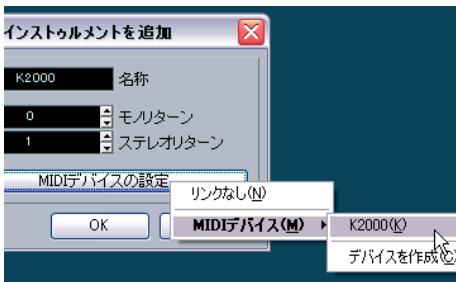 インストゥルメントを追加
K2000 名称
0 モノリターン
1 ステレオリターン
MIDIデバイスの設定
リンクなし(N)
OK
MIDIデバイス(M)
K2000(K)
デバイスを作成(C)